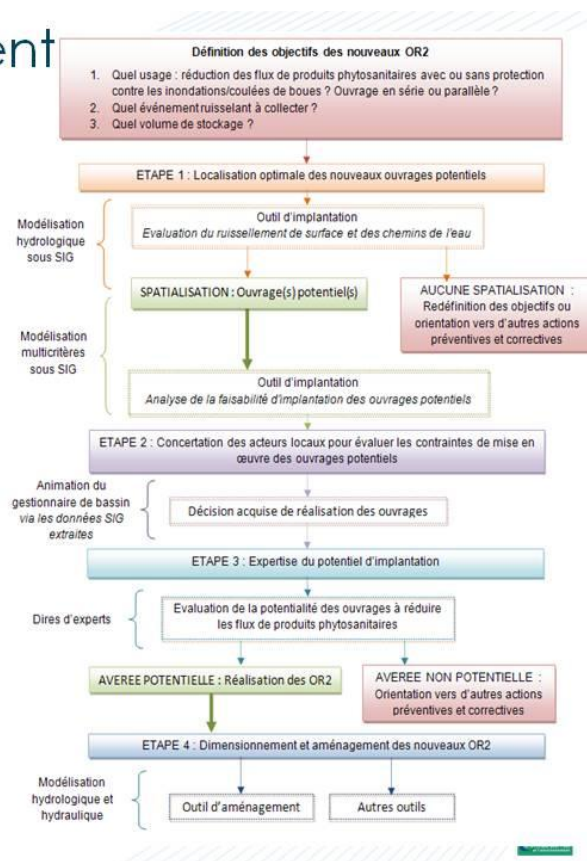 ent
Définition des objectifs des nouveaux OR2
1. Quel usage : réduction des flux de produits phytosanitaires avec ou sans protection
contre les inondations/coulées de boues ? Ouvrage en série ou parallèle ?
2. Quel événement ruisselant à collecter ?
3. Quel volume de stockage ?
ETAPE 1 : Localisation optimale des nouveaux ouvrages potentiels
Modélisation
hydrologique
sous SIG
Outil d'implantation
Evaluation du ruissellement de surface et des chemins de l'eau
SPATIALISATION : Ouvrage(s) potentiel(s)
AUCUNE SPATIALISATION :
Redéfinition des objectifs ou
orientation vers d'autres actions
préventives et correctives
Modélisation
multicritères
sous SIG
Outil d'implantation
Analyse de la faisabilité d'implantation des ouvrages potentiels
ETAPE 2 : Concertation des acteurs locaux pour évaluer les contraintes de mise en
œuvre des ouvrages potentiels
Animation du
gestionnaire de bassin
via les données SIG
extraites
Décision acquise de réalisation des ouvrages
ETAPE 3 : Expertise du potentiel d'implantation
Dires d'experts
Evaluation de la potentialité des ouvrages à réduire
les flux de produits phytosanitaires
AVEREE POTENTIELLE : Réalisation des OR2
AVEREE NON POTENTIELLE :
Orientation vers d'autres actions
préventives et correctives
ETAPE 4 : Dimensionnement et aménagement des nouveaux OR2
Modélisation
hydrologique et
hydraulique
Outil d'aménagement
Autres outils